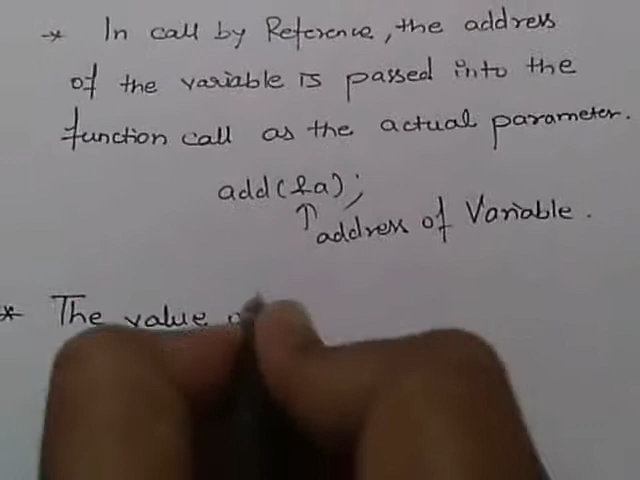 * In call by Reference, the address
of the variable is passed into the
function call as the actual parameter.
add(&a);
↑ address of Variable.
* The value